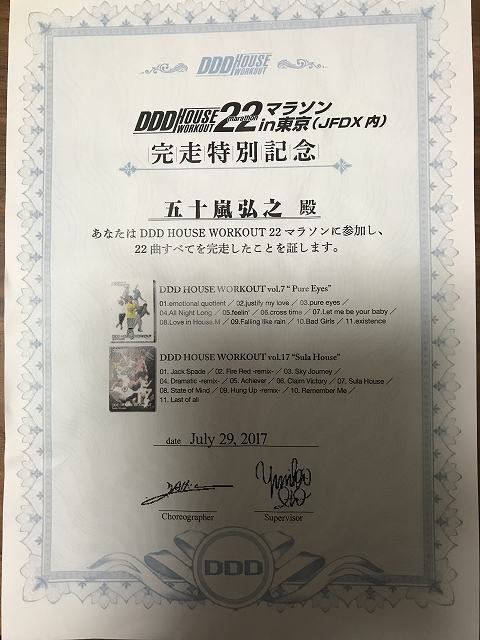 DDD HOUSE WORKOUT
DDD HOUSE WORKOUT 22 marathon マラソン in東京(JFDX 内)
完走特別記念
五十嵐弘之 殿
あなたは DDD HOUSE WORKOUT 22 マラソンに参加し、
22 曲すべてを完走したことを証します。
DDD HOUSE WORKOUT vol.7 “ Pure Eyes”
01.emotional quotient ／ 02.justify my love ／ 03.pure eyes ／
04.All Night Long ／ 05.feelin’ ／ 06.cross time ／ 07.Let me be your baby ／
08.Love in House.M ／ 09.Falling like rain ／ 10.Bad Girls ／ 11.existence
DDD HOUSE WORKOUT vol.17 “Sula House”
01. Jack Spade ／ 02. Fire Red -remix- ／ 03. Sky Journey ／
04. Dramatic -remix- ／ 05. Achiever ／ 06. Claim Victory ／ 07. Sula House ／
08. State of Mind ／ 09. Hung Up -remix- ／ 10. Remember Me ／
11. Last of all
date July 29, 2017
Choreographer Supervisor
DDD